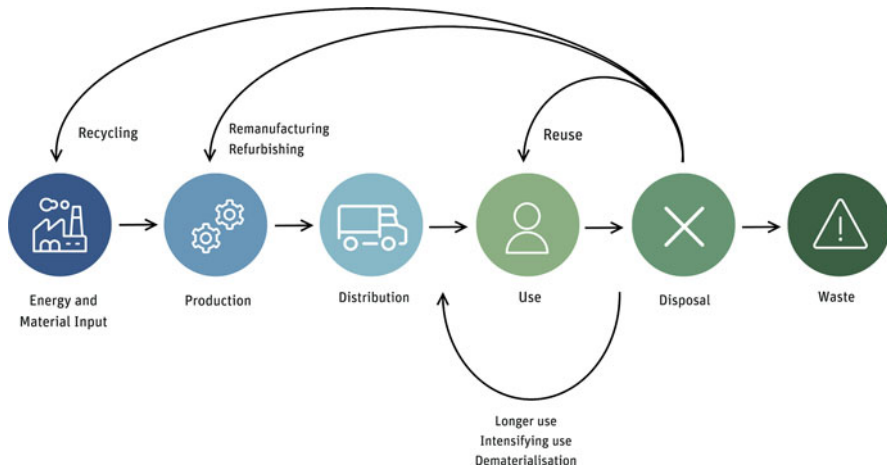 Recycling
Remanufacturing
Refurbishing
Reuse
Energy and
Material Input
Production
Distribution
Use
Disposal
Waste
Longer use
Intensifying use
Dematerialisation